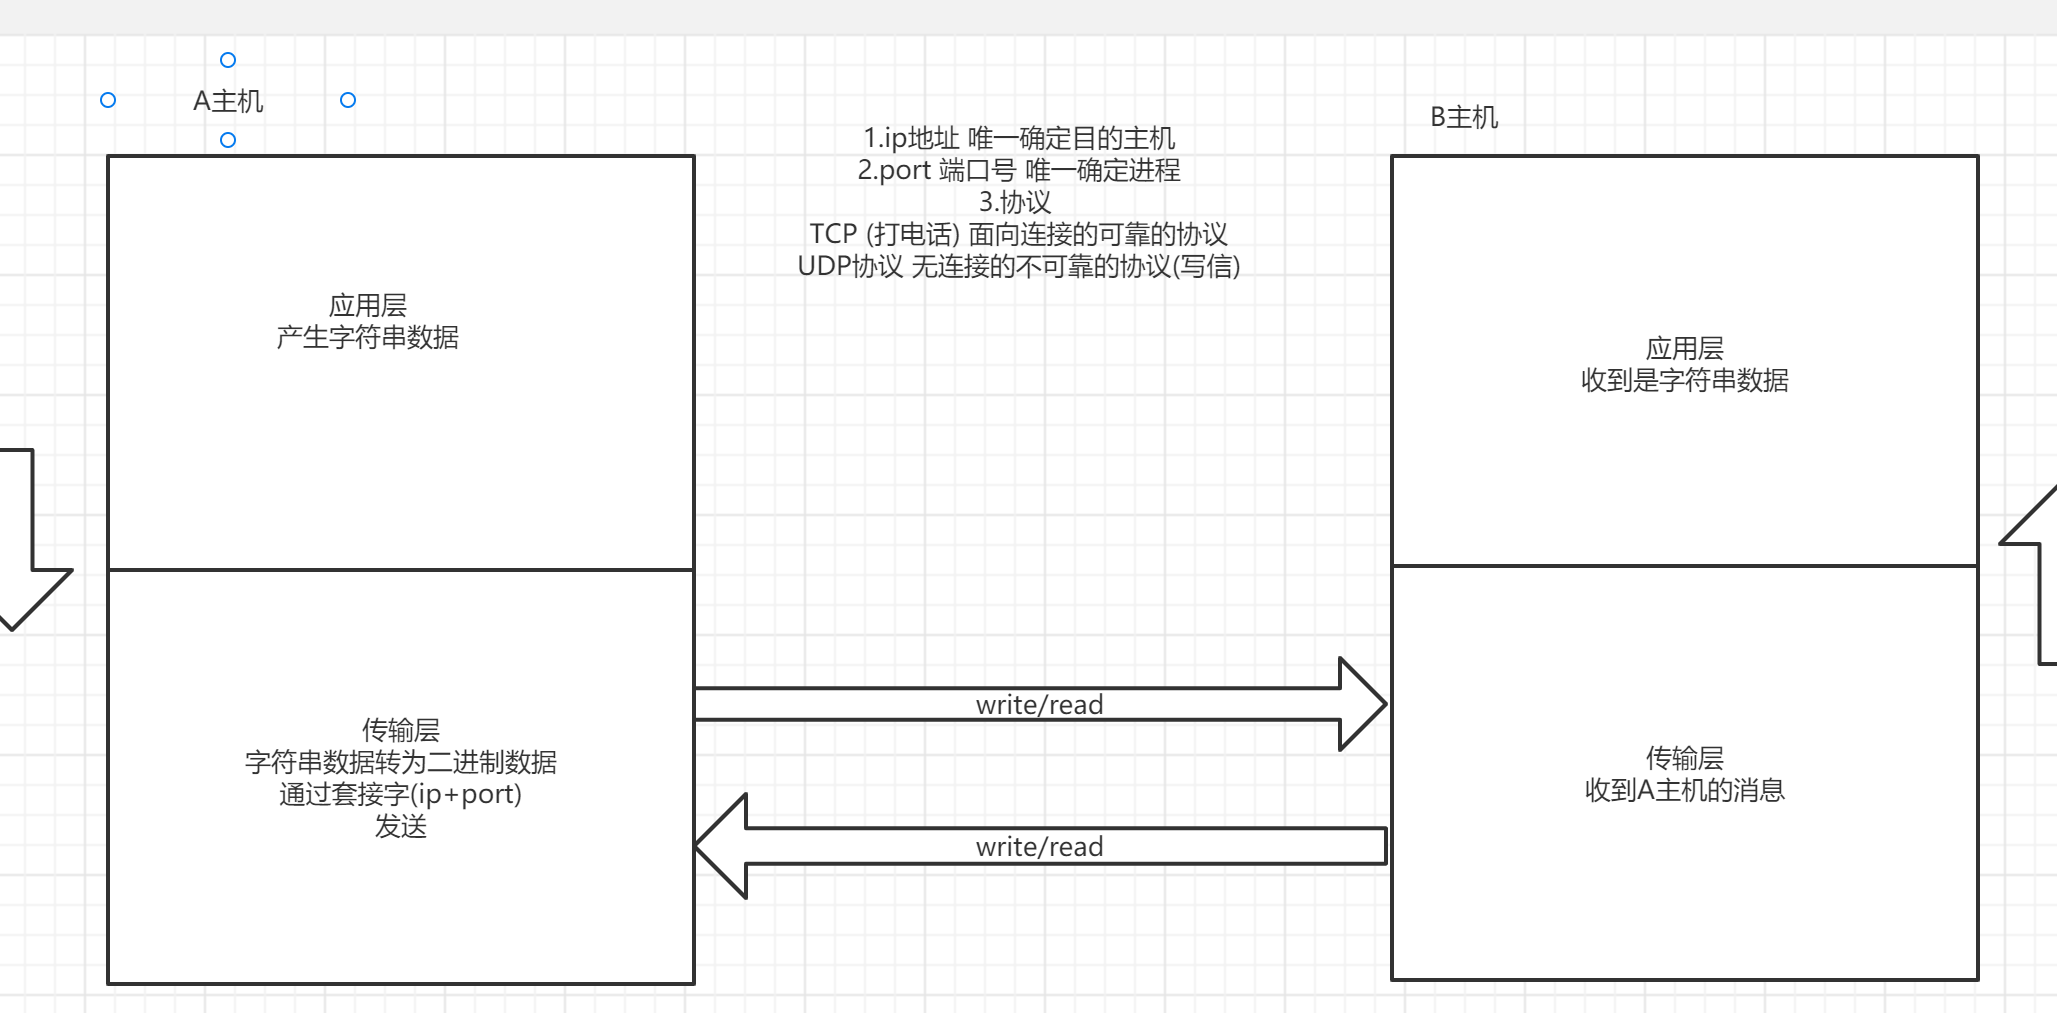 A主机
B主机
1.ip地址 唯一确定目的主机
2.port 端口号 唯一确定进程
3.协议
TCP (打电话) 面向连接的可靠的协议
UDP协议 无连接的不可靠的协议(写信)
应用层
产生字符串数据
应用层
收到是字符串数据
传输层
字符串数据转为二进制数据
通过套接字(ip+port)
发送
write/read
write/read
传输层
收到A主机的消息